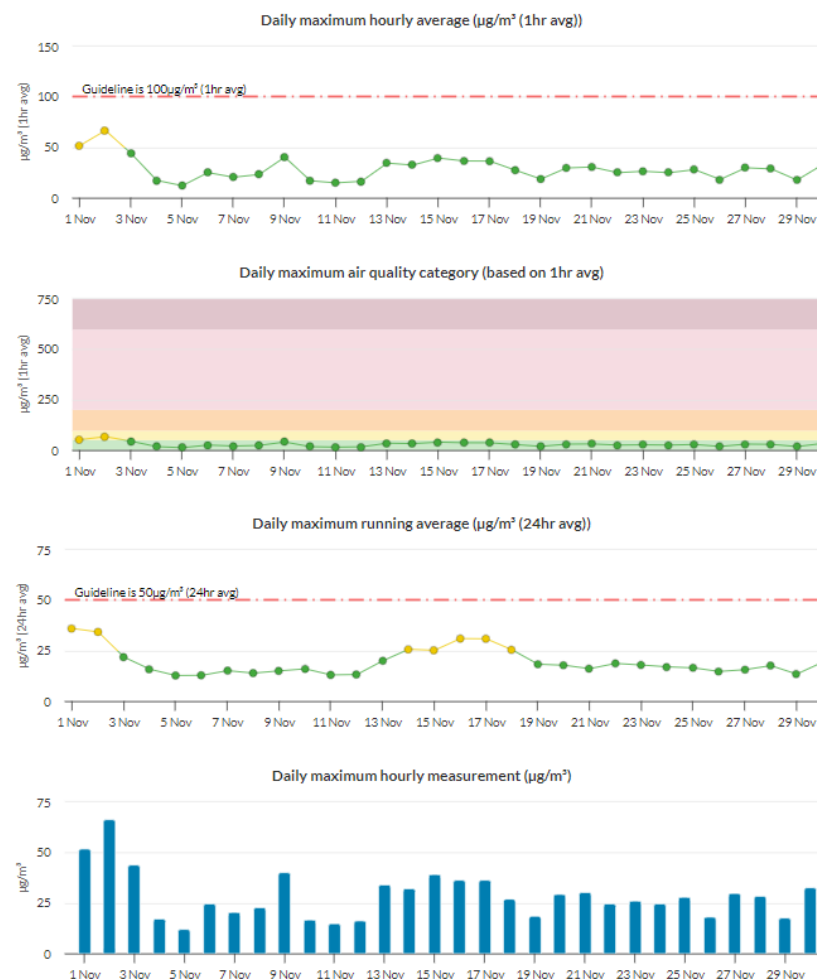 Daily maximum hourly average (µg/m³ (1hr avg))
150
Guideline is 100µg/m³ (1hr avg)
100
50
0
µg/m³ (1hr avg)
1 Nov 3 Nov 5 Nov 7 Nov 9 Nov 11 Nov 13 Nov 15 Nov 17 Nov 19 Nov 21 Nov 23 Nov 25 Nov 27 Nov 29 Nov
Daily maximum air quality category (based on 1hr avg)
750
500
250
0
µg/m³ (1hr avg)
1 Nov 3 Nov 5 Nov 7 Nov 9 Nov 11 Nov 13 Nov 15 Nov 17 Nov 19 Nov 21 Nov 23 Nov 25 Nov 27 Nov 29 Nov
Daily maximum running average (µg/m³ (24hr avg))
75
Guideline is 50µg/m³ (24hr avg)
50
25
0
µg/m³ (24hr avg)
1 Nov 3 Nov 5 Nov 7 Nov 9 Nov 11 Nov 13 Nov 15 Nov 17 Nov 19 Nov 21 Nov 23 Nov 25 Nov 27 Nov 29 Nov
Daily maximum hourly measurement (µg/m³)
75
50
25
0
µg/m³
1 Nov 3 Nov 5 Nov 7 Nov 9 Nov 11 Nov 13 Nov 15 Nov 17 Nov 19 Nov 21 Nov 23 Nov 25 Nov 27 Nov 29 Nov